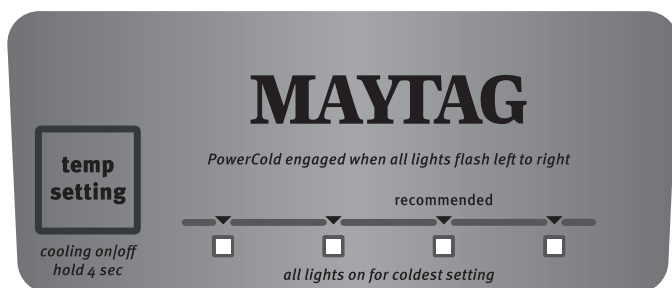 MAYTAG
PowerCold engaged when all lights flash left to right
temp
setting
recommended
cooling on|off
hold 4 sec
all lights on for coldest setting